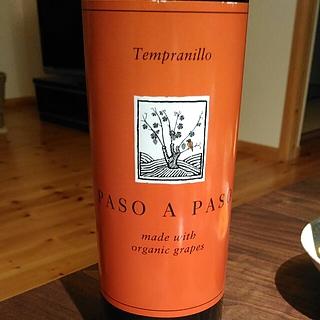 Tempranillo
PASO A PASO
made with
organic grapes